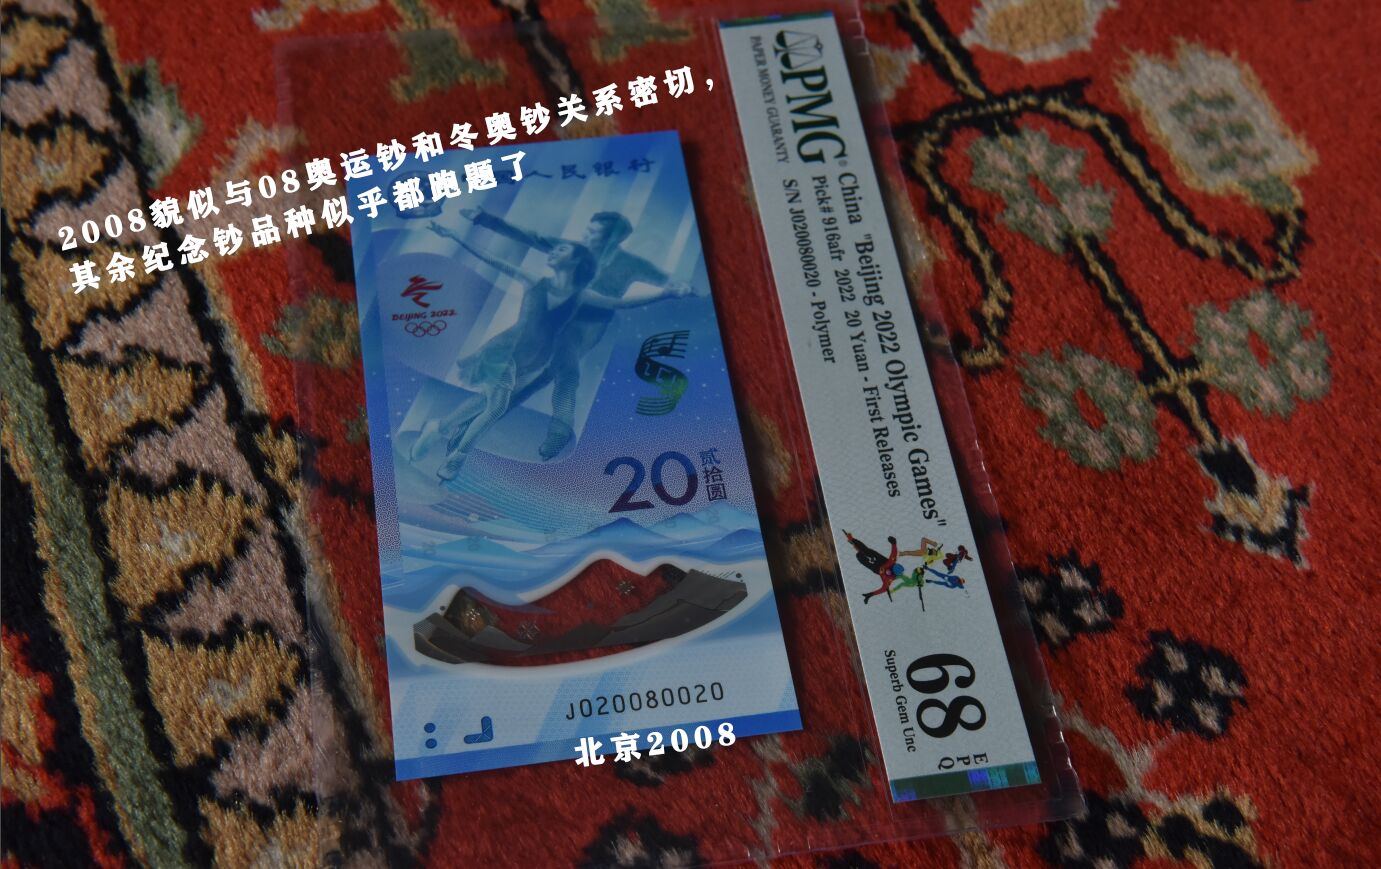 2008貌似与08奥运钞和冬奥钞关系密切，
其余纪念钞品种似乎都跑题了
人民银行
BEIJING 2022
20
贰拾圆
J020080020
北京2008
PMG®
PAPER MONEY GUARANTY
China "Beijing 2022 Olympic Games"
Pick# 916afr 2022 20 Yuan - First Releases
S/N J020080020 - Polymer
68
EPQ
Superb Gem Unc